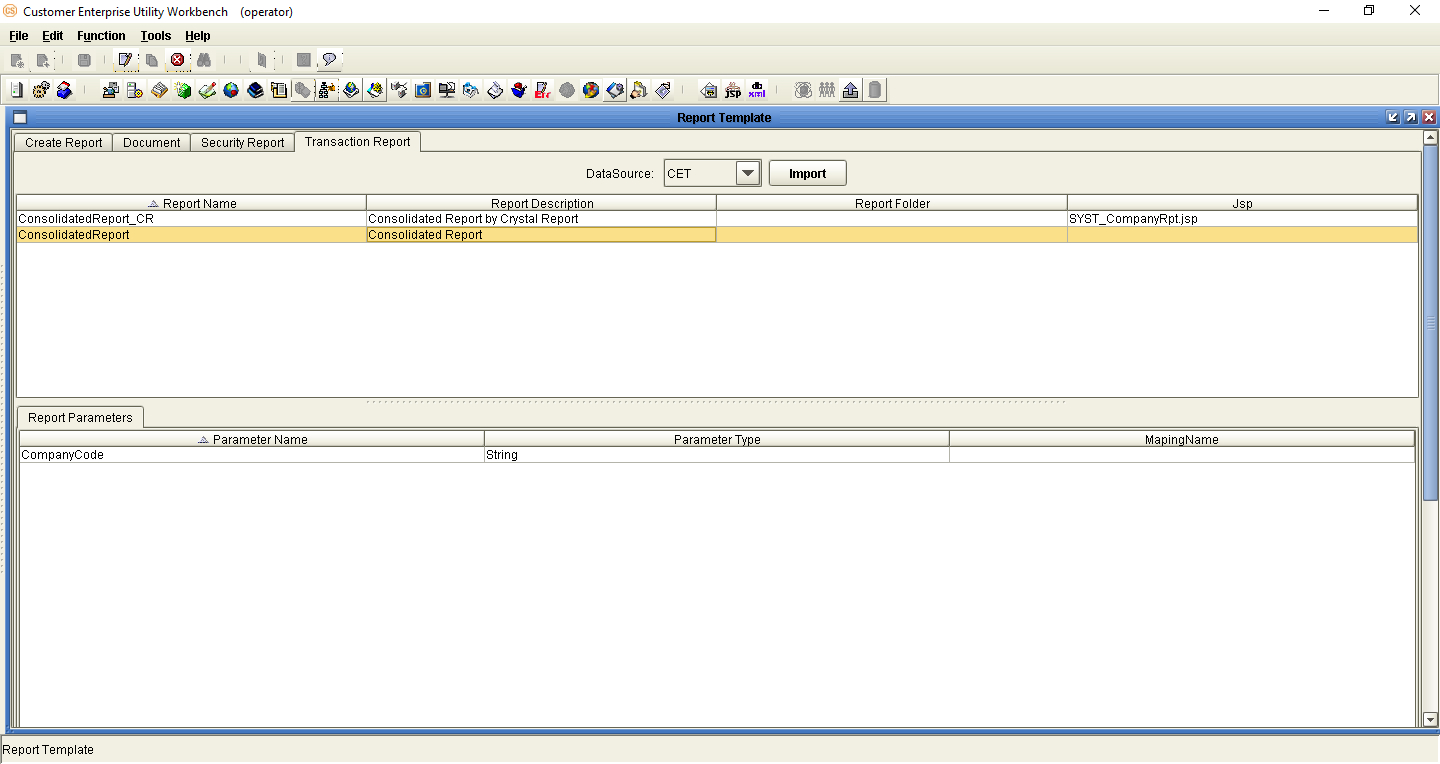 Customer Enterprise Utility Workbench (operator)
File Edit Function Tools Help
jsp xml
Report Template
Create Report Document Security Report Transaction Report
DataSource: CET Import
Report Name Report Description Report Folder Jsp
ConsolidatedReport_CR Consolidated Report by Crystal Report SYST_CompanyRpt.jsp
ConsolidatedReport Consolidated Report
Report Parameters
Parameter Name Parameter Type MapingName
CompanyCode String
Report Template